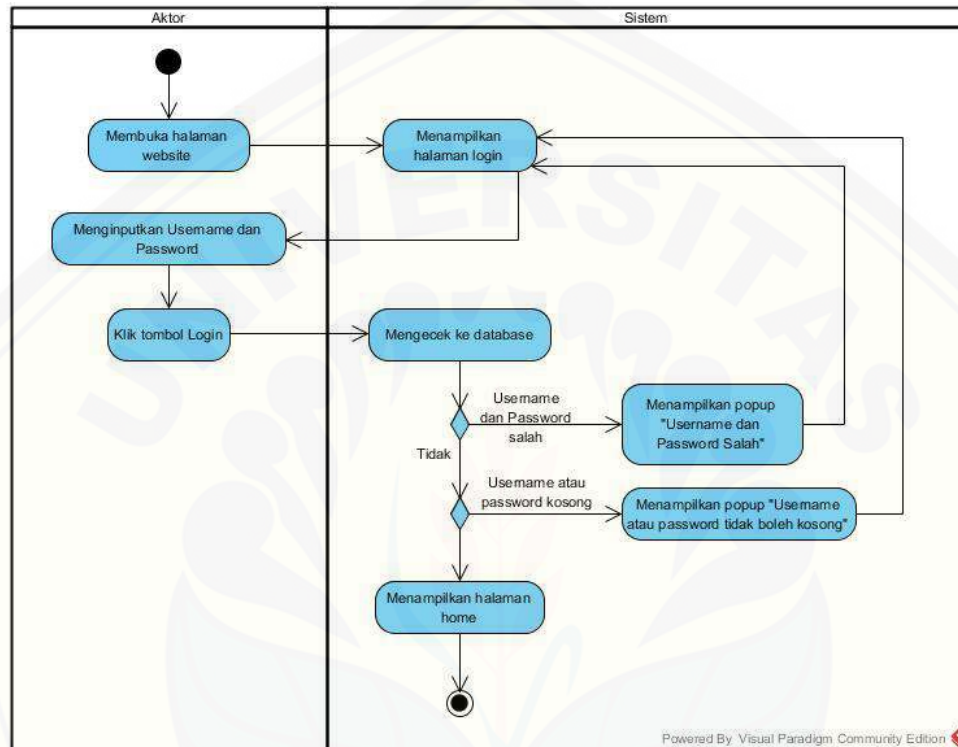 Aktor
Sistem
Membuka halaman
website
Menampilkan
halaman login
Menginputkan Username dan
Password
Klik tombol Login
Mengecek ke database
Username
dan Password
salah
Menampilkan popup
"Username dan
Password Salah"
Tidak
Username atau
password kosong
Menampilkan popup "Username
atau password tidak boleh kosong"
Menampilkan halaman
home
UNIVERSITAS
Powered By Visual Paradigm Community Edition